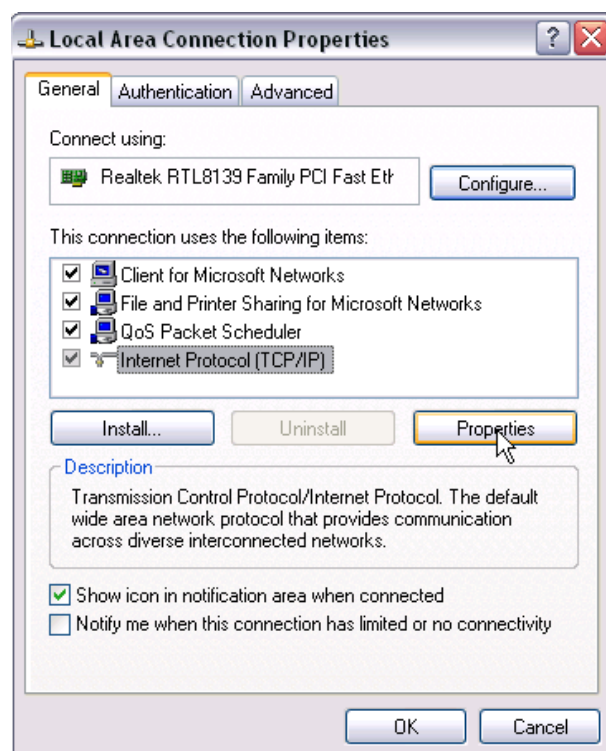 Local Area Connection Properties
General Authentication Advanced
Connect using:
Realtek RTL8139 Family PCI Fast Eth
Configure...
This connection uses the following items:
Client for Microsoft Networks
File and Printer Sharing for Microsoft Networks
QoS Packet Scheduler
Internet Protocol (TCP/IP)
Install... Uninstall Properties
Description
Transmission Control Protocol/Internet Protocol. The default
wide area network protocol that provides communication
across diverse interconnected networks.
Show icon in notification area when connected
Notify me when this connection has limited or no connectivity
OK Cancel